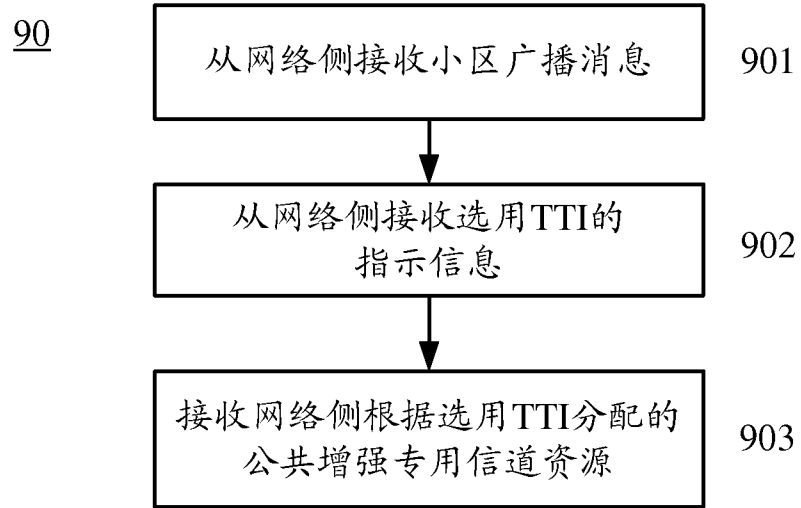 90
从网络侧接收小区广播消息
901
从网络侧接收选用TTI的
指示信息
902
接收网络侧根据选用TTI分配的
公共增强专用信道资源
903